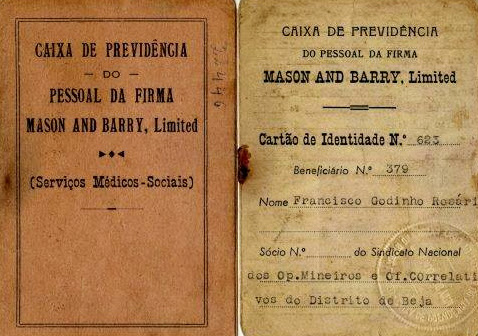 CAIXA DE PREVIDÊNCIA
— DO —
PESSOAL DA FIRMA
MASON AND BARRY, Limited
(Serviços Médicos-Sociais)
CAIXA DE PREVIDÊNCIA
DO PESSOAL DA FIRMA
MASON AND BARRY, Limited
Cartão de Identidade N.º 623
Beneficiário N.º 379
Nome Francisco Godinho Rosári
Sócio N.º do Sindicato Nacional
dos Op.Mineiros e Of.COrrelati
vos do Distrito de Beja